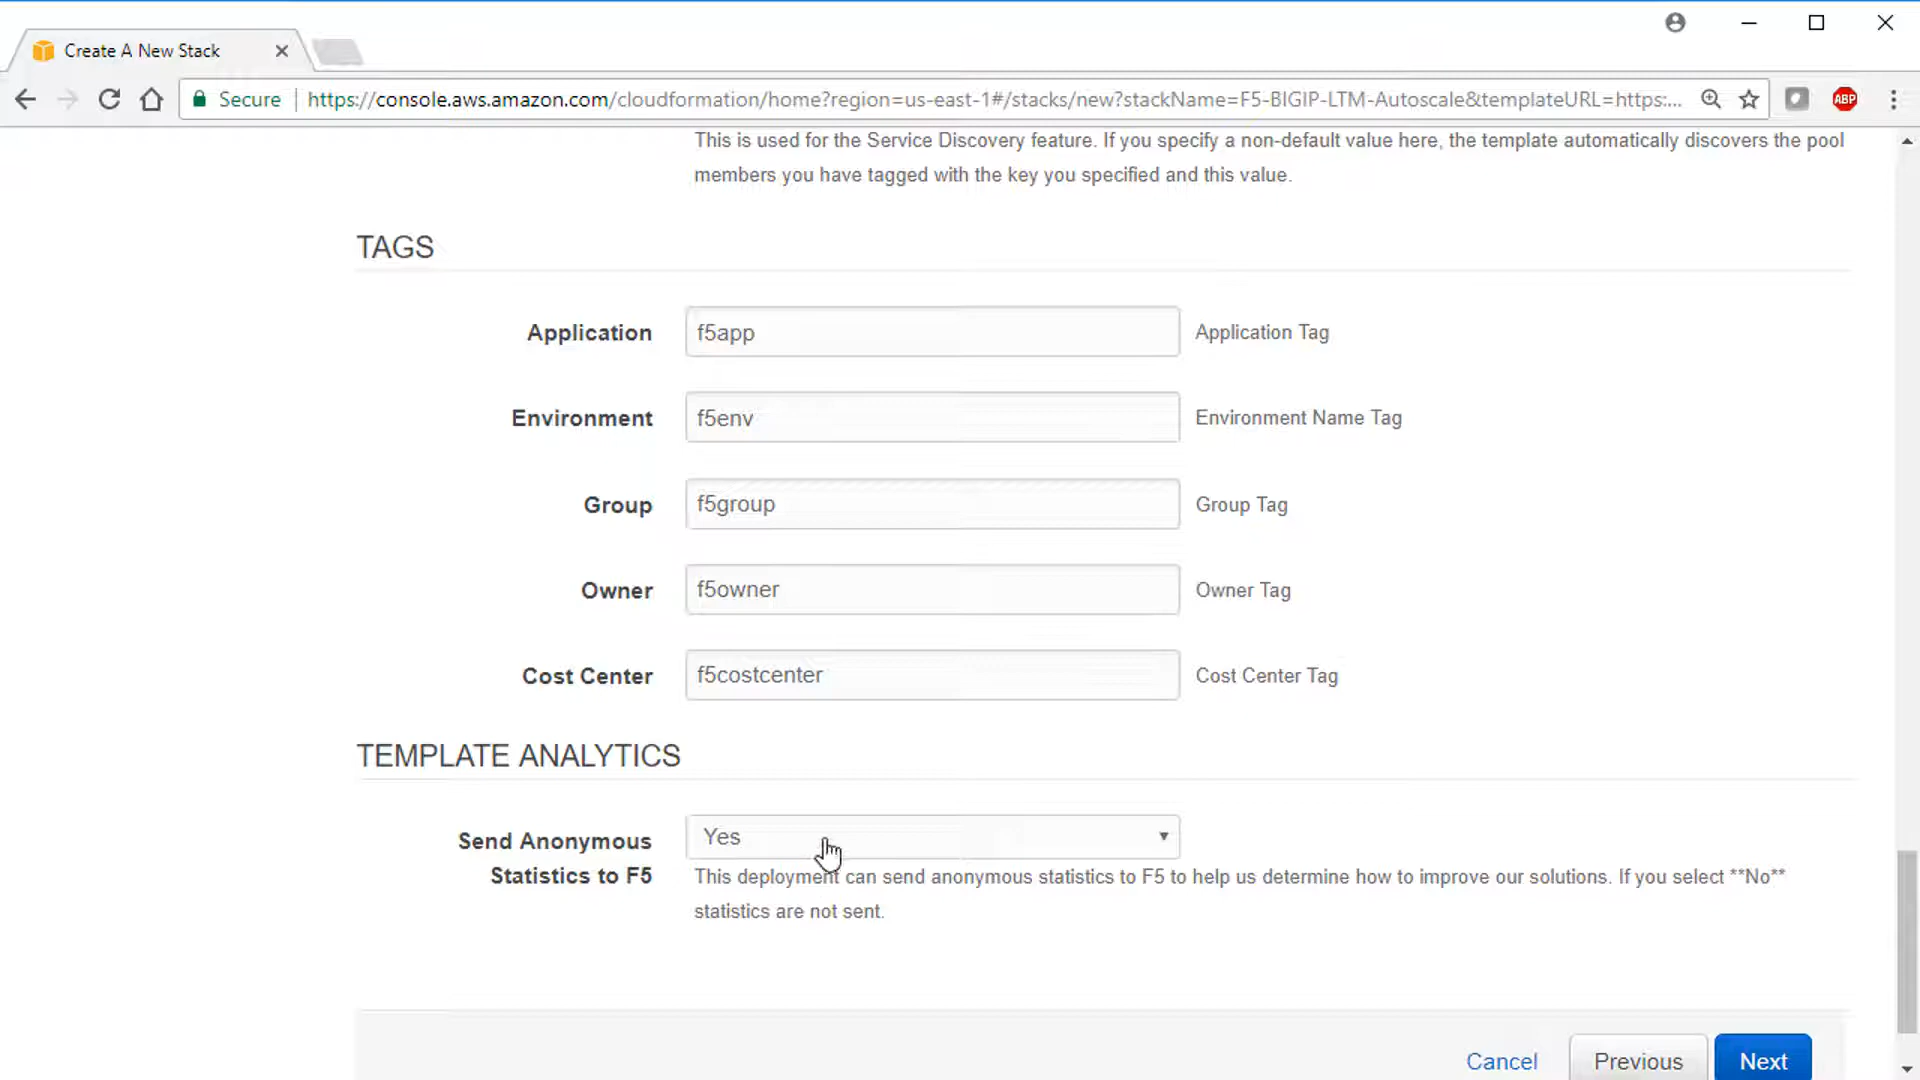 Create A New Stack
Secure
https://console.aws.amazon.com/cloudformation/home?region=us-east-1#/stacks/new?stackName=F5-BIGIP-LTM-Autoscale&templateURL=https:...
ABP
This is used for the Service Discovery feature. If you specify a non-default value here, the template automatically discovers the pool
members you have tagged with the key you specified and this value.
TAGS
Application f5app Application Tag
Environment f5env Environment Name Tag
Group f5group Group Tag
Owner f5owner Owner Tag
Cost Center f5costcenter Cost Center Tag
TEMPLATE ANALYTICS
Send Anonymous Yes
Statistics to F5 This deployment can send anonymous statistics to F5 to help us determine how to improve our solutions. If you select **No**
statistics are not sent.
Cancel Previous Next